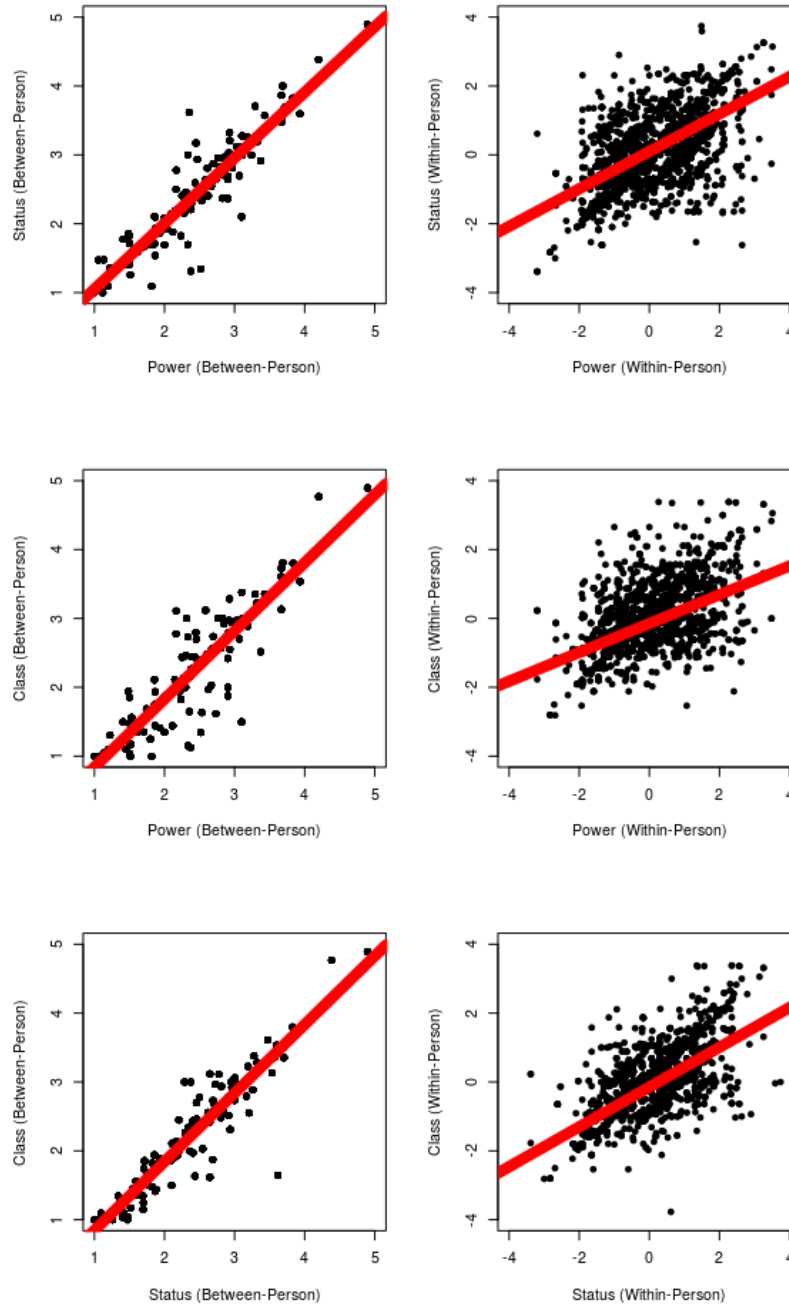 5
4
3
2
1
Status (Between-Person)
1 2 3 4 5
Power (Between-Person)
4
2
0
-2
-4
Status (Within-Person)
-4 -2 0 2 4
Power (Within-Person)
5
4
3
2
1
Class (Between-Person)
1 2 3 4 5
Power (Between-Person)
4
2
0
-2
-4
Class (Within-Person)
-4 -2 0 2 4
Power (Within-Person)
5
4
3
2
1
Class (Between-Person)
1 2 3 4 5
Status (Between-Person)
4
2
0
-2
-4
Class (Within-Person)
-4 -2 0 2 4
Status (Within-Person)